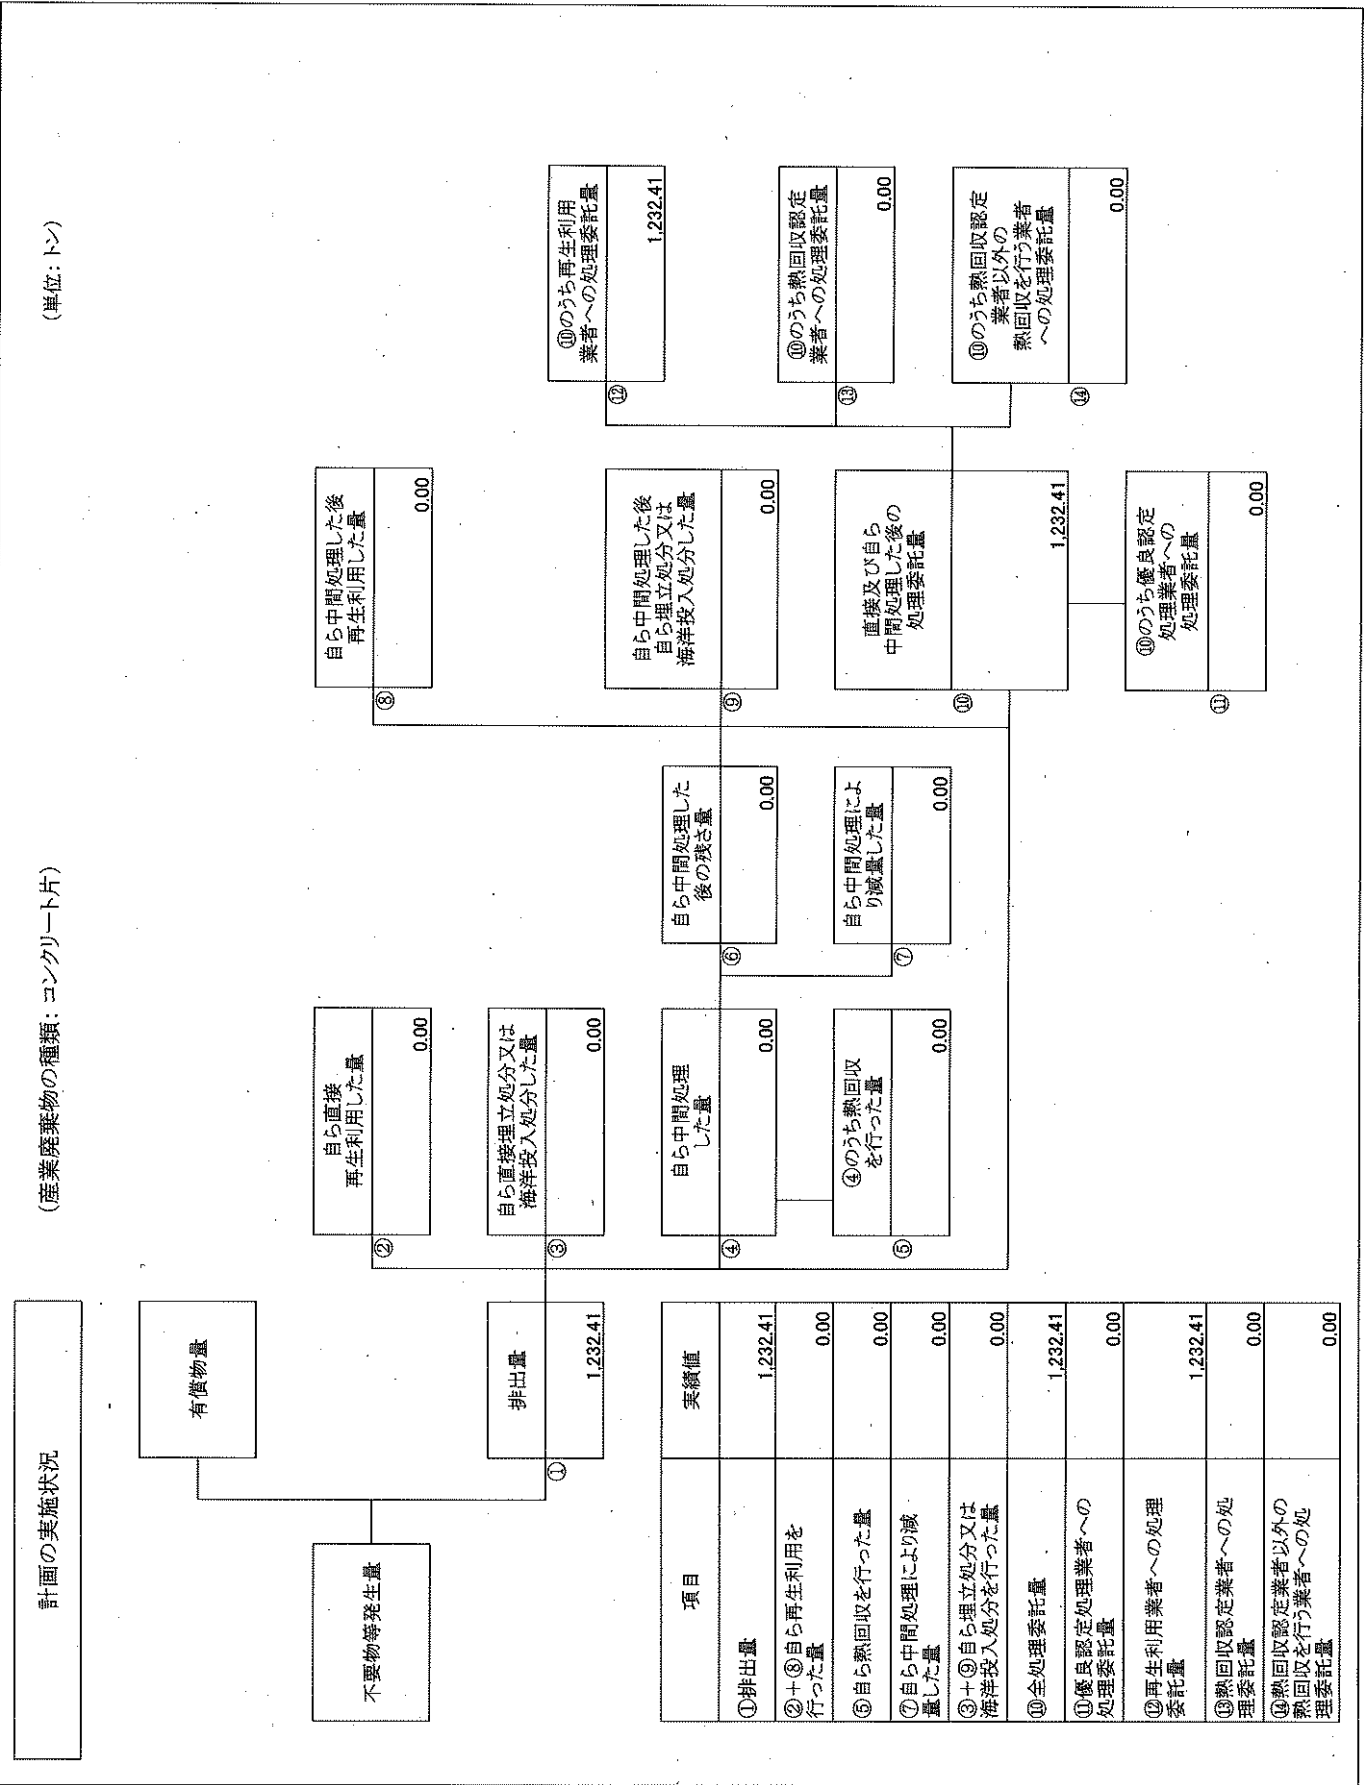 計画の実施状況
(産業廃棄物の種類: コンクリート片)
(単位: トン)
不要物等発生量
有償物量
①
排出量
1,232.41
②
自ら直接
再生利用した量
0.00
③
自ら直接埋立処分又は
海洋投入処分した量
0.00
④
自ら中間処理
した量
0.00
⑤
④のうち熱回収
を行った量
0.00
⑥
自ら中間処理した
後の残さ量
0.00
⑦
自ら中間処理によ
り減量した量
0.00
⑧
自ら中間処理した後
再生利用した量
0.00
⑨
自ら中間処理した後
自ら埋立処分又は
海洋投入処分した量
0.00
⑩
直接及び自ら
中間処理した後の
処理委託量
1,232.41
⑪
⑩のうち優良認定
処理業者への
処理委託量
0.00
⑫
⑩のうち再生利用
業者への処理委託量
1,232.41
⑬
⑩のうち熱回収認定
業者への処理委託量
0.00
⑭
⑩のうち熱回収認定
業者以外の
熱回収を行う業者
への処理委託量
0.00
項目 実績値
①排出量 1,232.41
②+⑧自ら再生利用を
行った量 0.00
⑤自ら熱回収を行った量 0.00
⑦自ら中間処理により減
量した量 0.00
③+⑨自ら埋立処分又は
海洋投入処分を行った量 0.00
⑩全処理委託量 1,232.41
⑪優良認定処理業者への
処理委託量 0.00
⑫再生利用業者への処理
委託量 1,232.41
⑬熱回収認定業者への処
理委託量 0.00
⑭熱回収認定業者以外の
熱回収を行う業者への処
理委託量 0.00